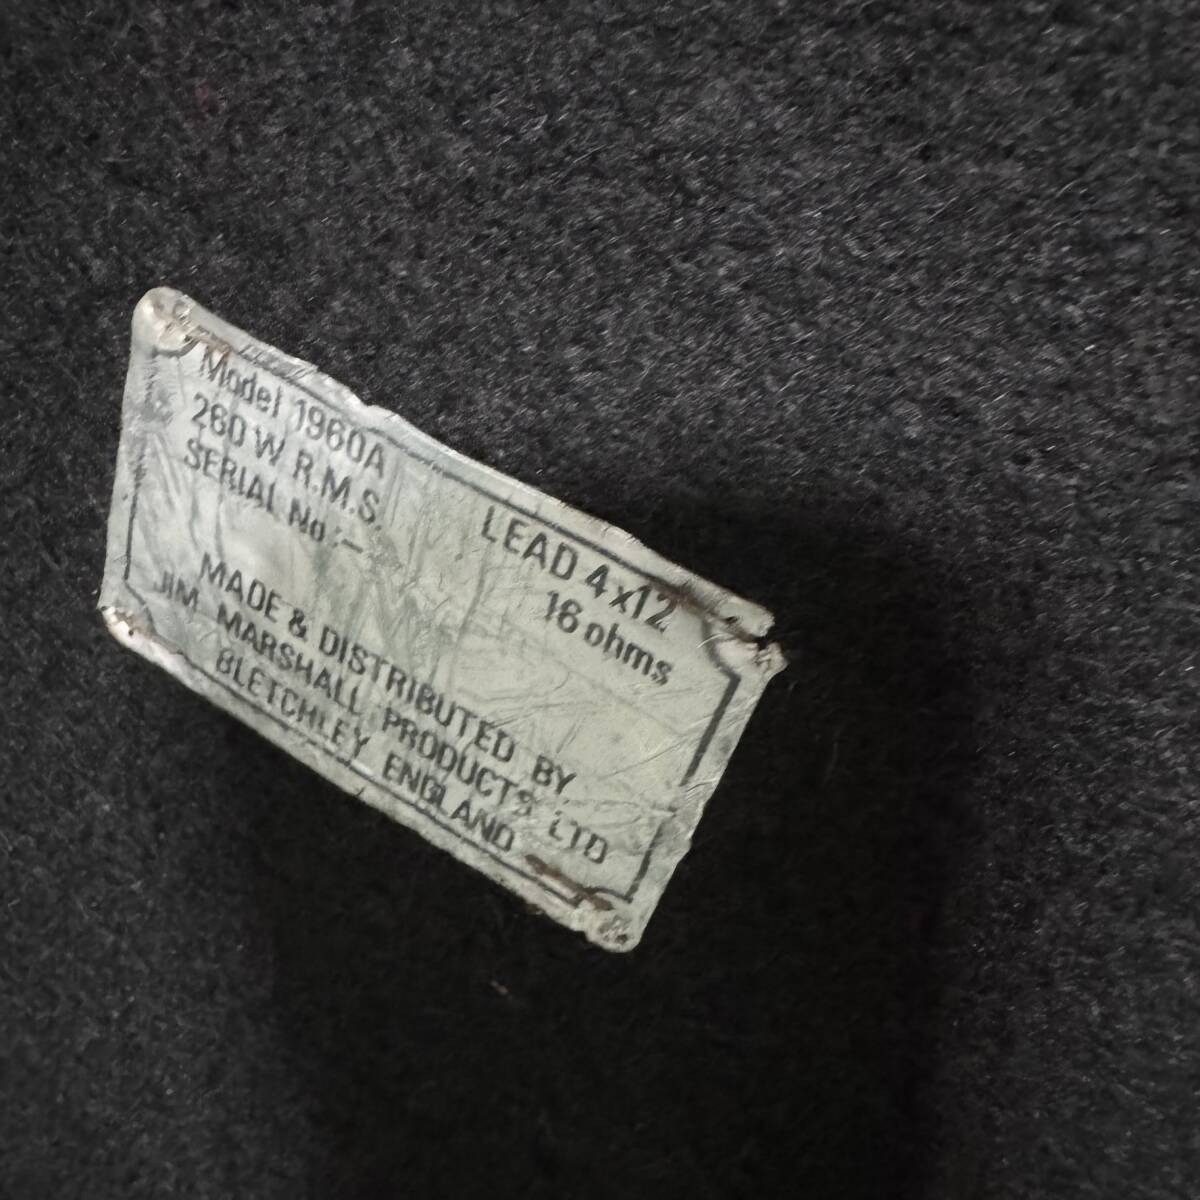 Model 1960A
LEAD 4x12
260 W R.M.S.
16 ohms
SERIAL No:-
MADE & DISTRIBUTED BY
JIM MARSHALL PRODUCTS LTD
BLETCHLEY ENGLAND